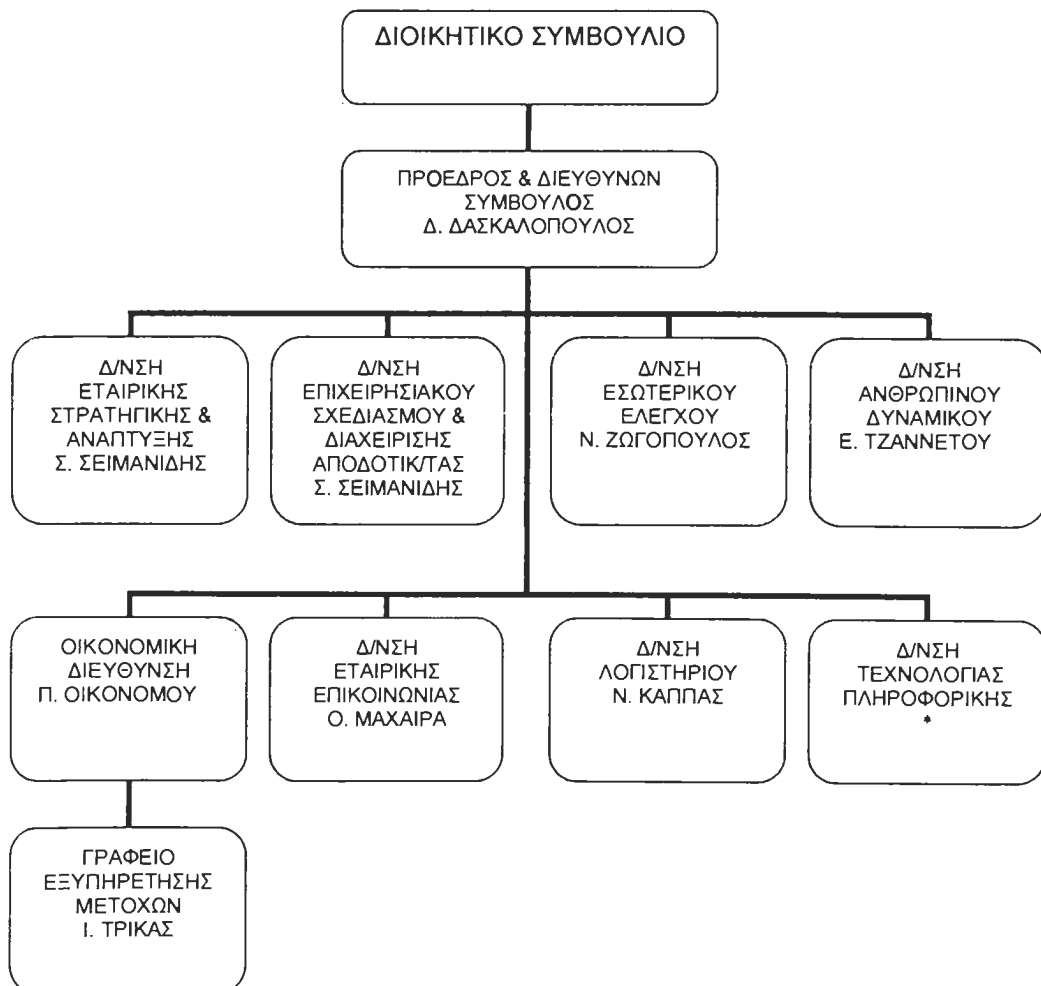 ΔΙΟΙΚΗΤΙΚΟ ΣΥΜΒΟΥΛΙΟ
ΠΡΟΕΔΡΟΣ & ΔΙΕΥΘΥΝΩΝ
ΣΥΜΒΟΥΛΟΣ
Δ. ΔΑΣΚΑΛΟΠΟΥΛΟΣ
Δ/ΝΣΗ
ΕΤΑΙΡΙΚΗΣ
ΣΤΡΑΤΗΓΙΚΗΣ &
ΑΝΑΠΤΥΞΗΣ
Σ. ΣΕΙΜΑΝΙΔΗΣ
Δ/ΝΣΗ
ΕΠΙΧΕΙΡΗΣΙΑΚΟΥ
ΣΧΕΔΙΑΣΜΟΥ &
ΔΙΑΧΕΙΡΙΣΗΣ
ΑΠΟΔΟΤΙΚ/ΤΑΣ
Σ. ΣΕΙΜΑΝΙΔΗΣ
Δ/ΝΣΗ
ΕΣΩΤΕΡΙΚΟΥ
ΕΛΕΓΧΟΥ
Ν. ΖΩΓΟΠΟΥΛΟΣ
Δ/ΝΣΗ
ΑΝΘΡΩΠΙΝΟΥ
ΔΥΝΑΜΙΚΟΥ
Ε. ΤΖΑΝΝΕΤΟΥ
ΟΙΚΟΝΟΜΙΚΗ
ΔΙΕΥΘΥΝΣΗ
Π. ΟΙΚΟΝΟΜΟΥ
Δ/ΝΣΗ
ΕΤΑΙΡΙΚΗΣ
ΕΠΙΚΟΙΝΩΝΙΑΣ
Ο. ΜΑΧΑΙΡΑ
Δ/ΝΣΗ
ΛΟΓΙΣΤΗΡΙΟΥ
Ν. ΚΑΠΠΑΣ
Δ/ΝΣΗ
ΤΕΧΝΟΛΟΓΙΑΣ
ΠΛΗΡΟΦΟΡΙΚΗΣ
*
ΓΡΑΦΕΙΟ
ΕΞΥΠΗΡΕΤΗΣΗΣ
ΜΕΤΟΧΩΝ
Ι. ΤΡΙΚΑΣ